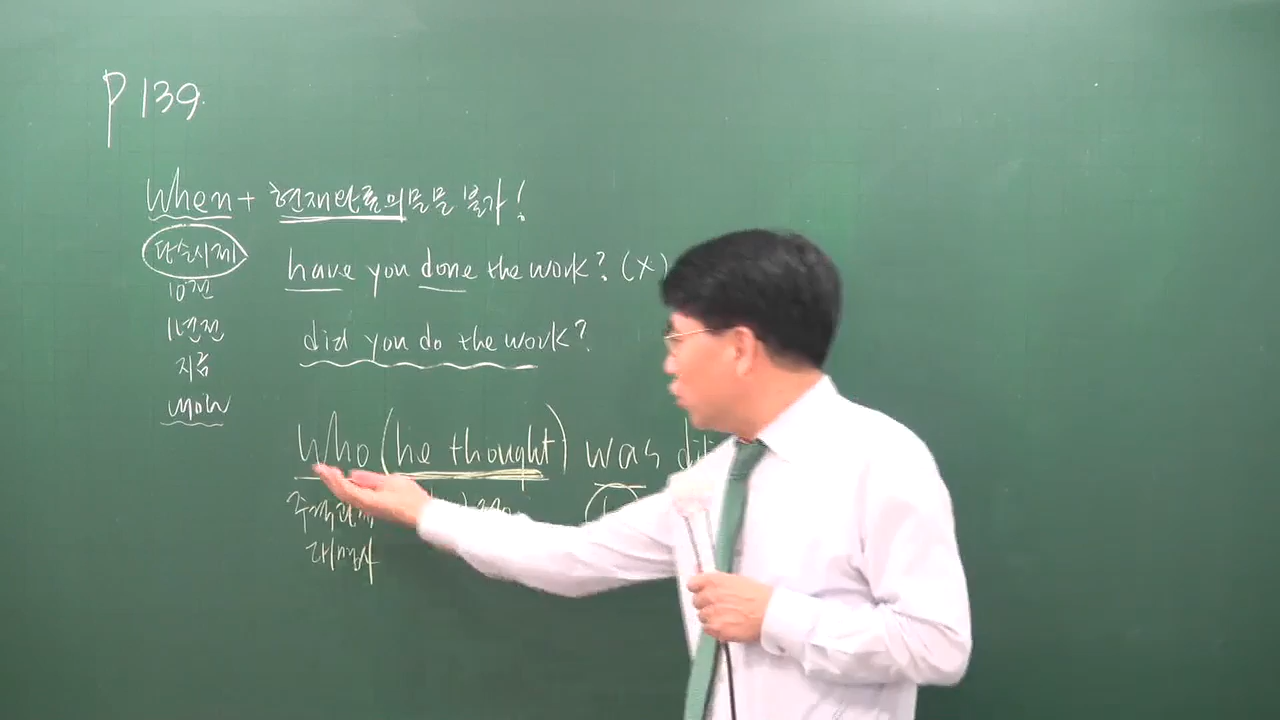 P 139
When + 현재완료의문문 불가!
단순시제
have you done the work? (X)
10전
did you do the work?
1년전
지금
now
Who (he thought) was
주격관계
대명사